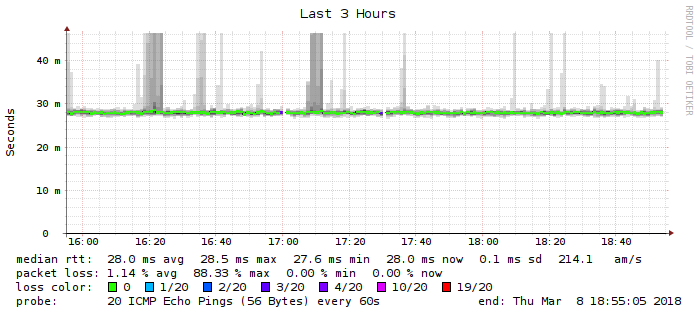 Last 3 Hours
RRDTOOL / TOBI OETIKER
Seconds
40 m
30 m
20 m
10 m
0
16:00 16:20 16:40 17:00 17:20 17:40 18:00 18:20 18:40
median rtt: 28.0 ms avg 28.5 ms max 27.6 ms min 28.0 ms now 0.1 ms sd 214.1 am/s
packet loss: 1.14 % avg 88.33 % max 0.00 % min 0.00 % now
loss color: 0 1/20 2/20 3/20 4/20 10/20 19/20
probe: 20 ICMP Echo Pings (56 Bytes) every 60s end: Thu Mar 8 18:55:05 2018